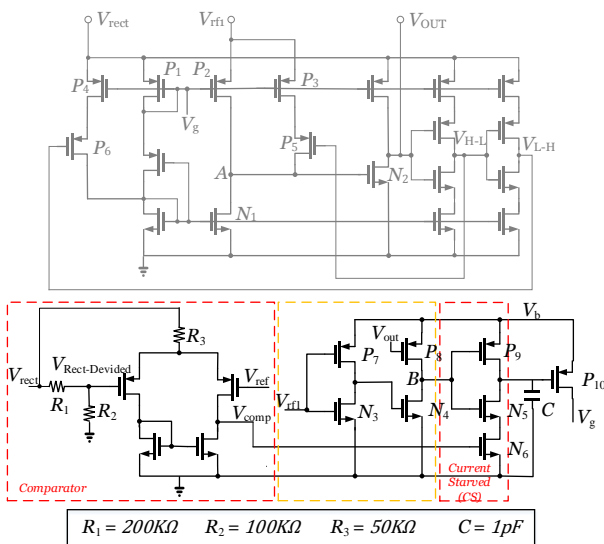 V_rect V_rf1 V_OUT
P_4 P_1 P_2 P_3
V_g
P_6 P_5 V_H-L V_L-H
A N_2
N_1
V_b
R_3
V_out
V_Rect-Devided P_7 P_8 P_9
V_rect V_ref B P_10
R_1 R_2 V_comp V_rf1 C
N_3 N_4 N_5 V_g
N_6
Comparator
Current
Starved
(CS)
R_1 = 200KΩ R_2 = 100KΩ R_3 = 50KΩ C = 1pF